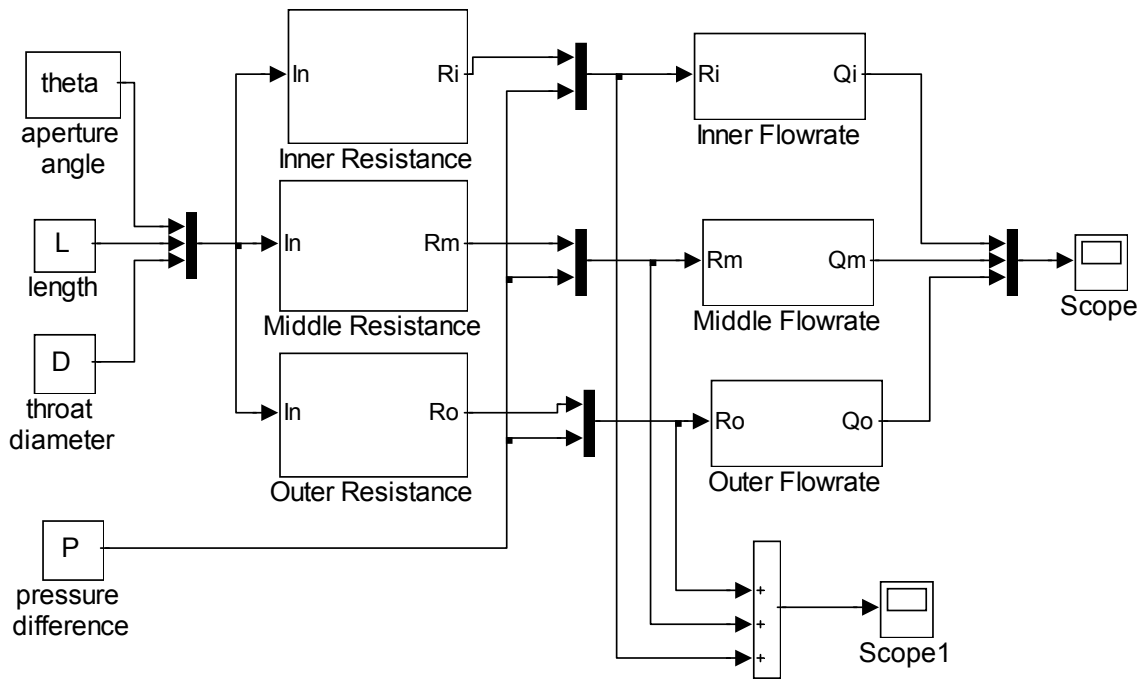 theta
aperture
angle
L
length
D
throat
diameter
P
pressure
difference
In
Ri
Inner Resistance
In
Rm
Middle Resistance
In
Ro
Outer Resistance
Ri
Qi
Inner Flowrate
Rm
Qm
Middle Flowrate
Ro
Qo
Outer Flowrate
+
+
+
Scope
Scope1